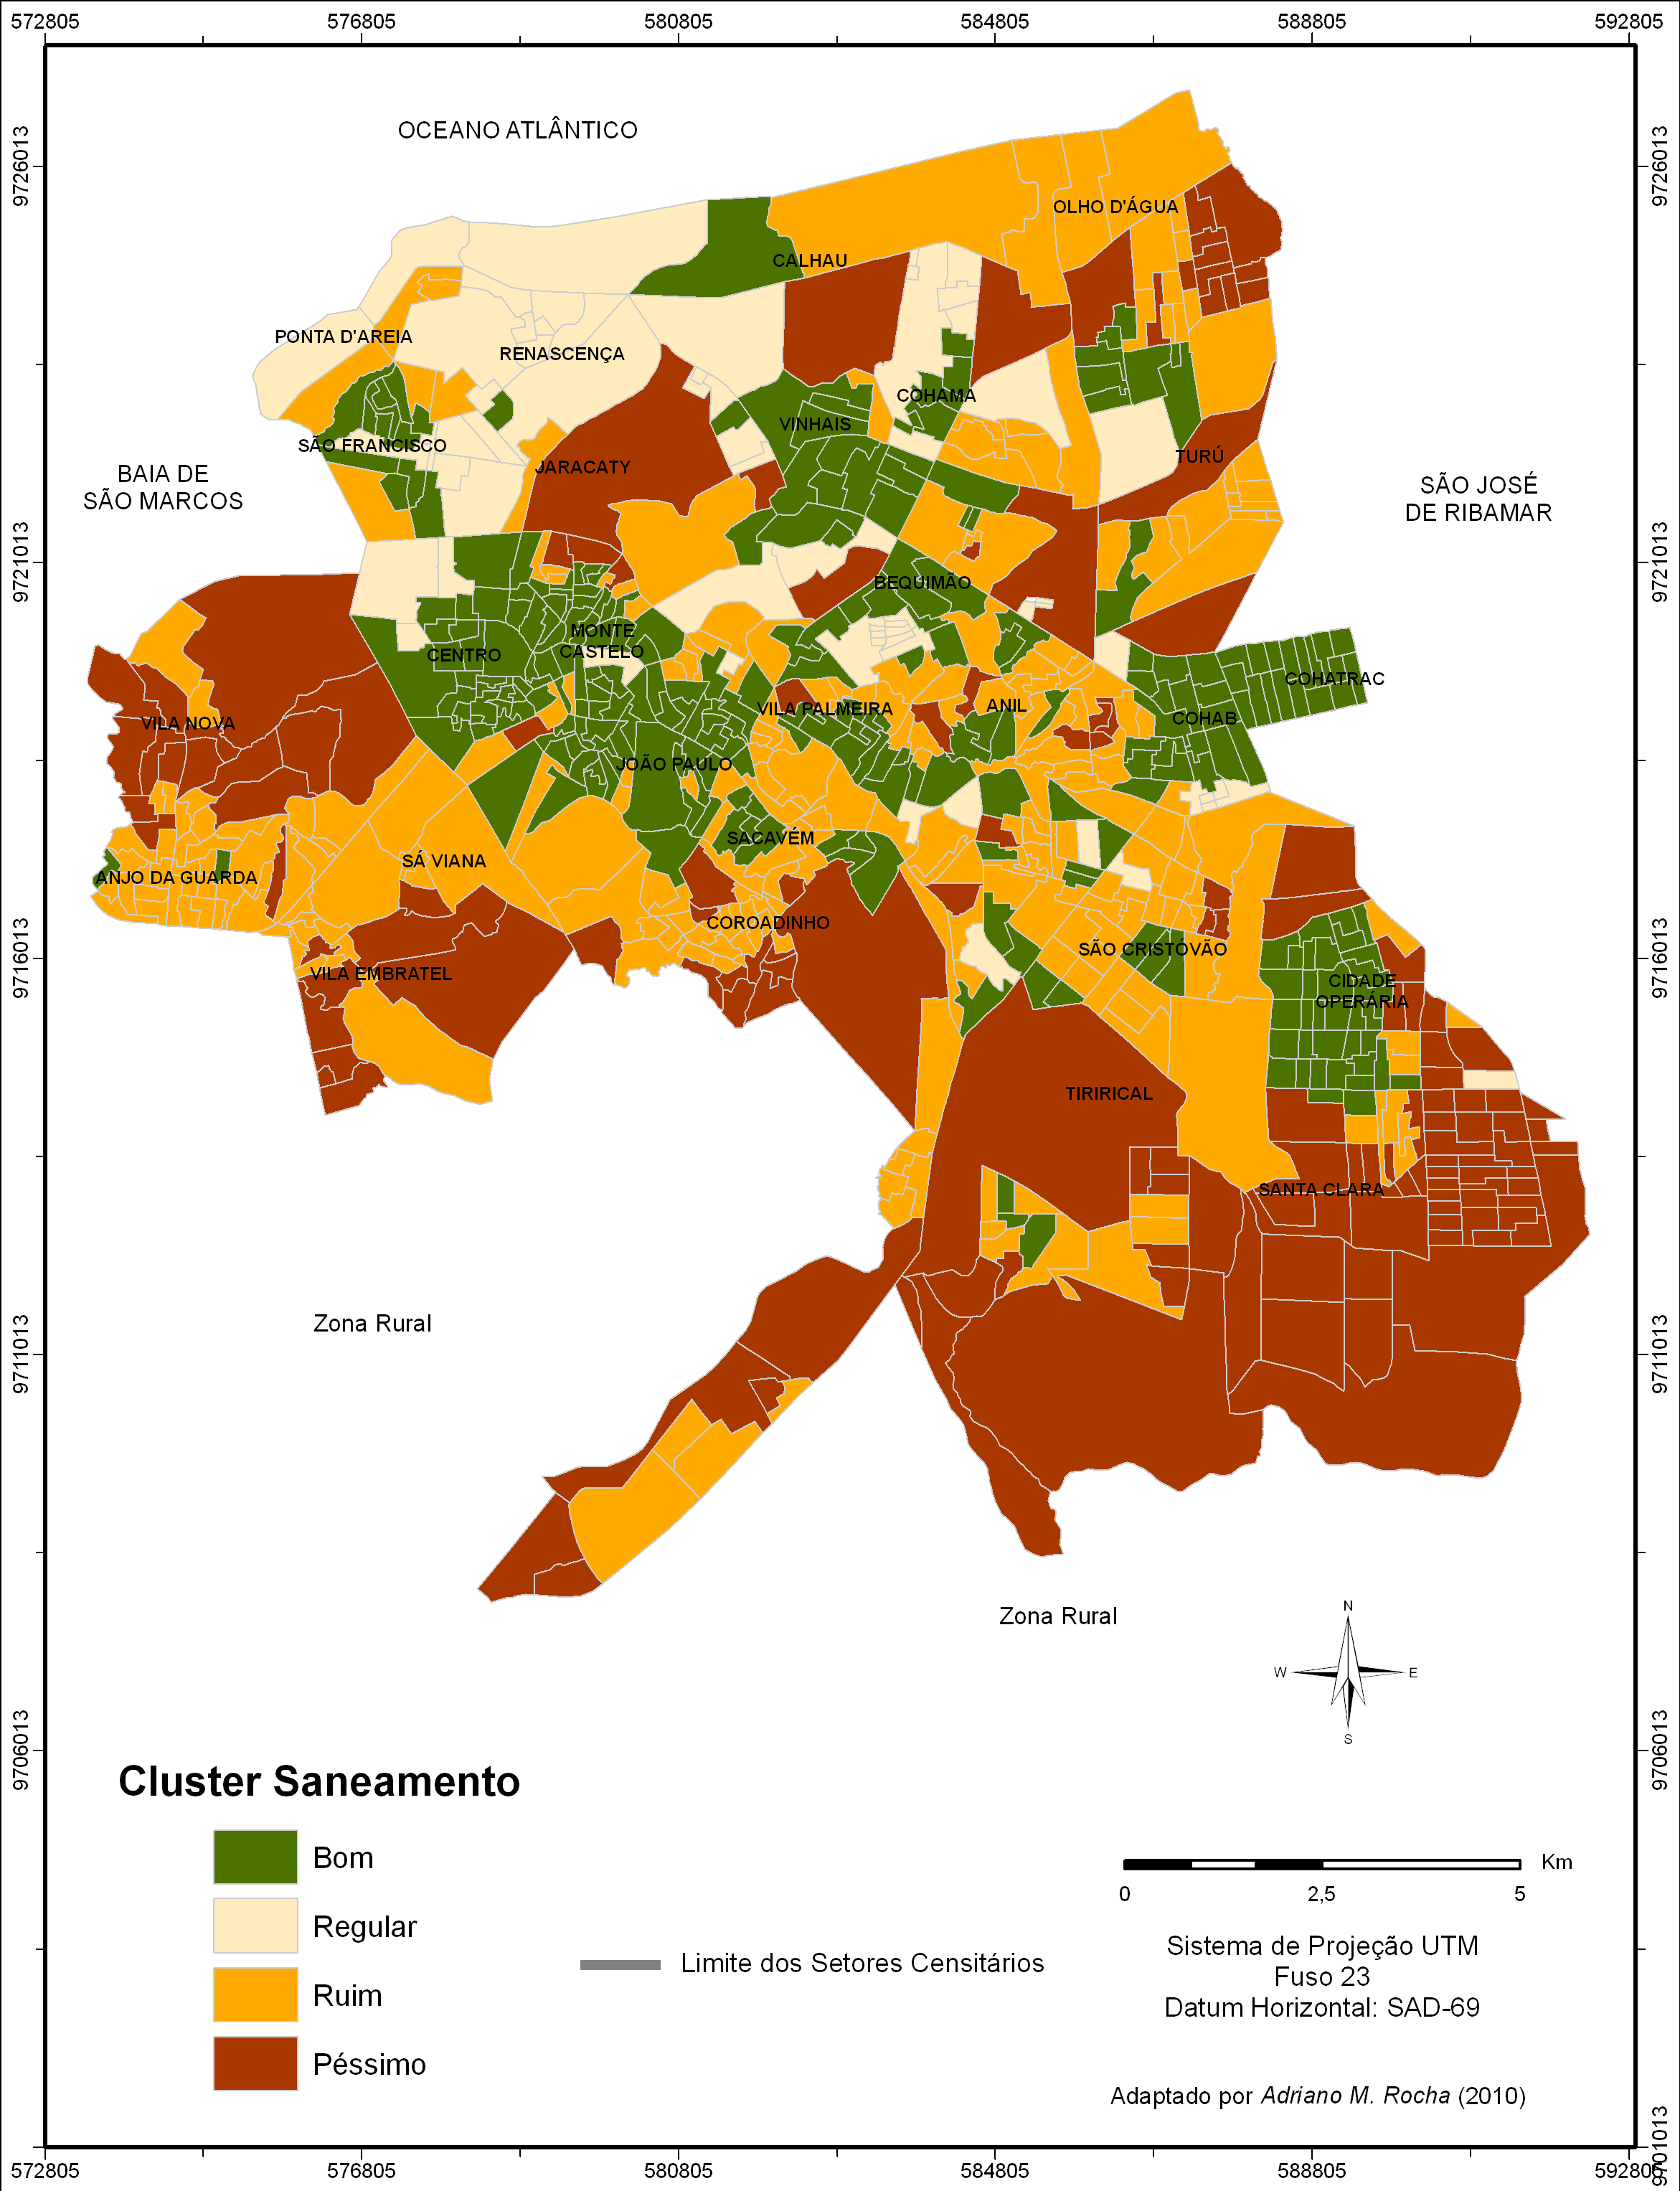 572805 576805 580805 584805 588805 592805
OCEANO ATLÂNTICO
9726013 9726013
OLHO D'ÁGUA
CALHAU
PONTA D'AREIA
RENASCENÇA
COHAMA
VINHAIS
SÃO FRANCISCO
TURÚ
JARACATY
BAIA DE
SÃO MARCOS
SÃO JOSÉ
DE RIBAMAR
9721013 9721013
BEQUIMÃO
MONTE
CASTELO
CENTRO
COHATRAC
VILA PALMEIRA
ANIL
COHAB
VILA NOVA
JOÃO PAULO
SACAVÉM
SÁ VIANA
ANJO DA GUARDA
COROADINHO
SÃO CRISTÓVÃO
9716013 9716013
VILA EMBRATEL
CIDADE
OPERÁRIA
TIRIRICAL
SANTA CLARA
Zona Rural
9711013 9711013
Zona Rural
N
W E
S
9706013 9706013
Cluster Saneamento
Bom
Regular
Ruim
Péssimo
Limite dos Setores Censitários
Km
0 2,5 5
Sistema de Projeção UTM
Fuso 23
Datum Horizontal: SAD-69
Adaptado por Adriano M. Rocha (2010)
9701013
572805 576805 580805 584805 588805 592805